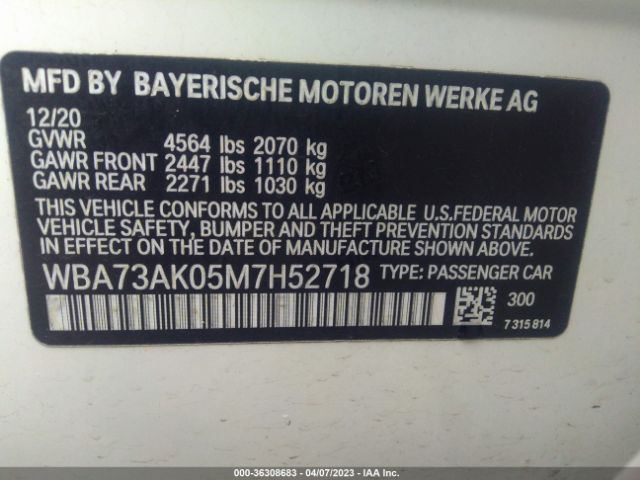 MFD BY BAYERISCHE MOTOREN WERKE AG
12/20
GVWR 4564 lbs 2070 kg
GAWR FRONT 2447 lbs 1110 kg
GAWR REAR 2271 lbs 1030 kg
THIS VEHICLE CONFORMS TO ALL APPLICABLE U.S.FEDERAL MOTOR
VEHICLE SAFETY, BUMPER AND THEFT PREVENTION STANDARDS
IN EFFECT ON THE DATE OF MANUFACTURE SHOWN ABOVE.
WBA73AK05M7H52718 TYPE: PASSENGER CAR
300
7 315 814
000-36308683 / 04/07/2023 / IAA Inc.